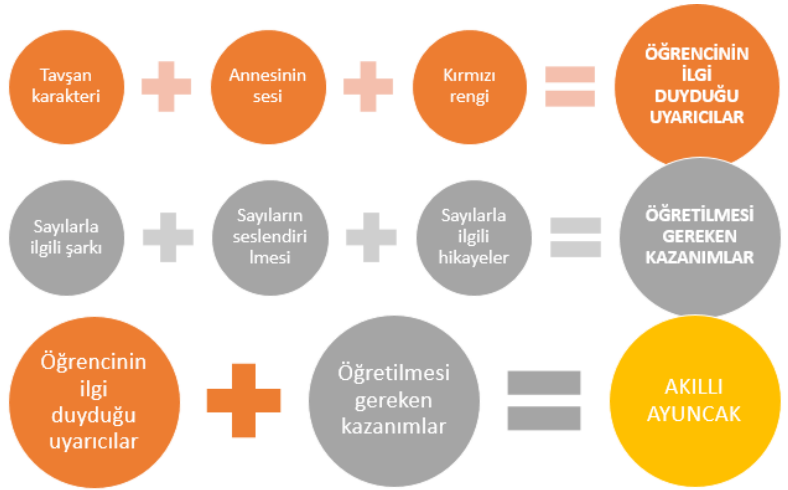 Tavşan
karakteri
Annesinin
sesi
Kırmızı
rengi
ÖĞRENCİNİN
İLGİ
DUYDUĞU
UYARICILAR
Sayılarla
ilgili şarkı
Sayıların
seslendiri
lmesi
Sayılarla
ilgili
hikayeler
ÖĞRETİLMESİ
GEREKEN
KAZANIMLAR
Öğrencinin
ilgi
duyduğu
uyarıcılar
Öğretilmesi
gereken
kazanımlar
AKILLI
AYUNCAK